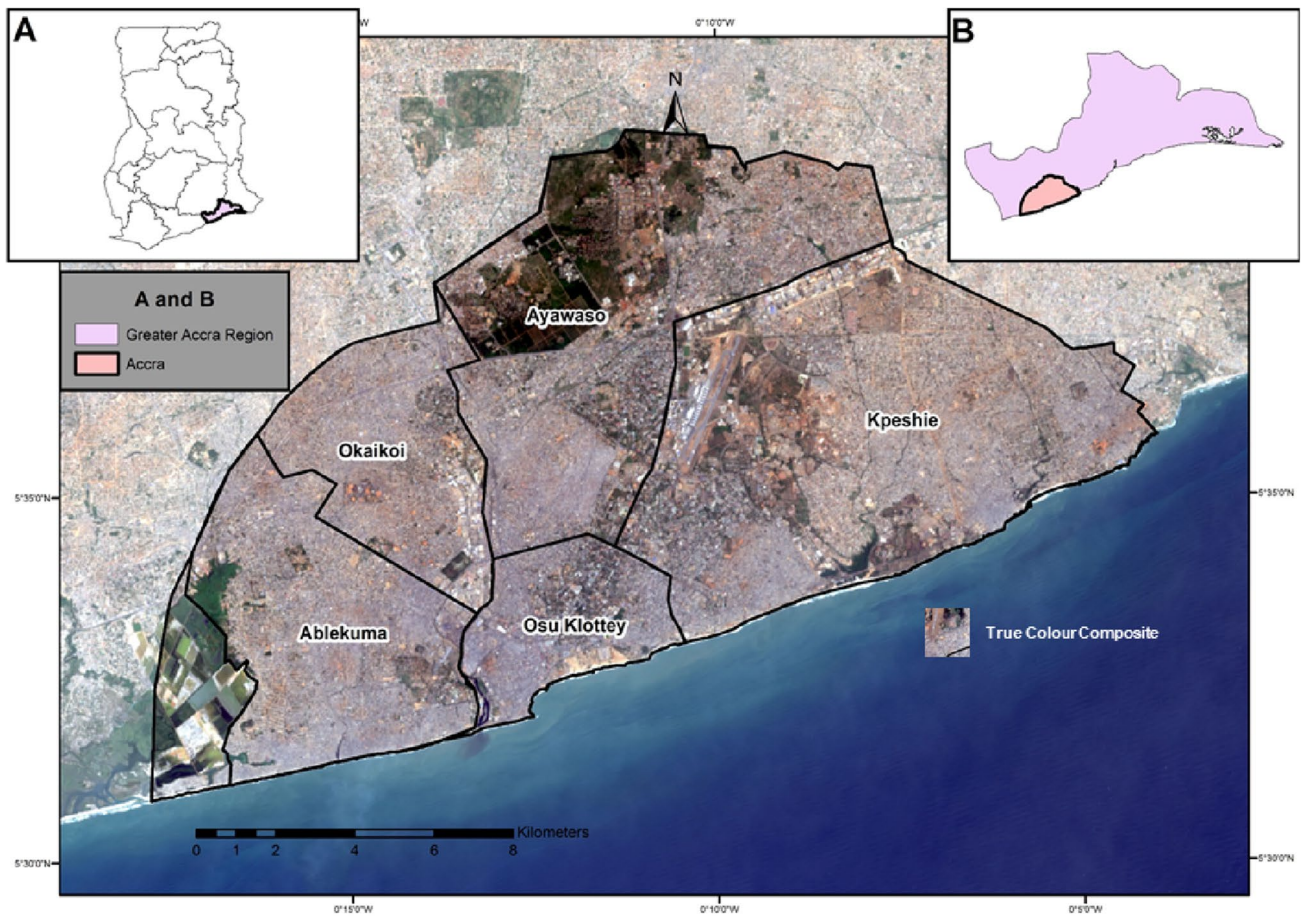 A
W
0°10'0"W
B
N
A and B
Greater Accra Region
Accra
Ayawaso
Kpeshie
Okaikoi
5°35'0"N
5°35'0"N
Ablekuma
Osu Klottey
True Colour Composite
Kilometers
0 1 2 4 6 8
5°30'0"N
5°30'0"N
0°15'0"W
0°10'0"W
0°5'0"W